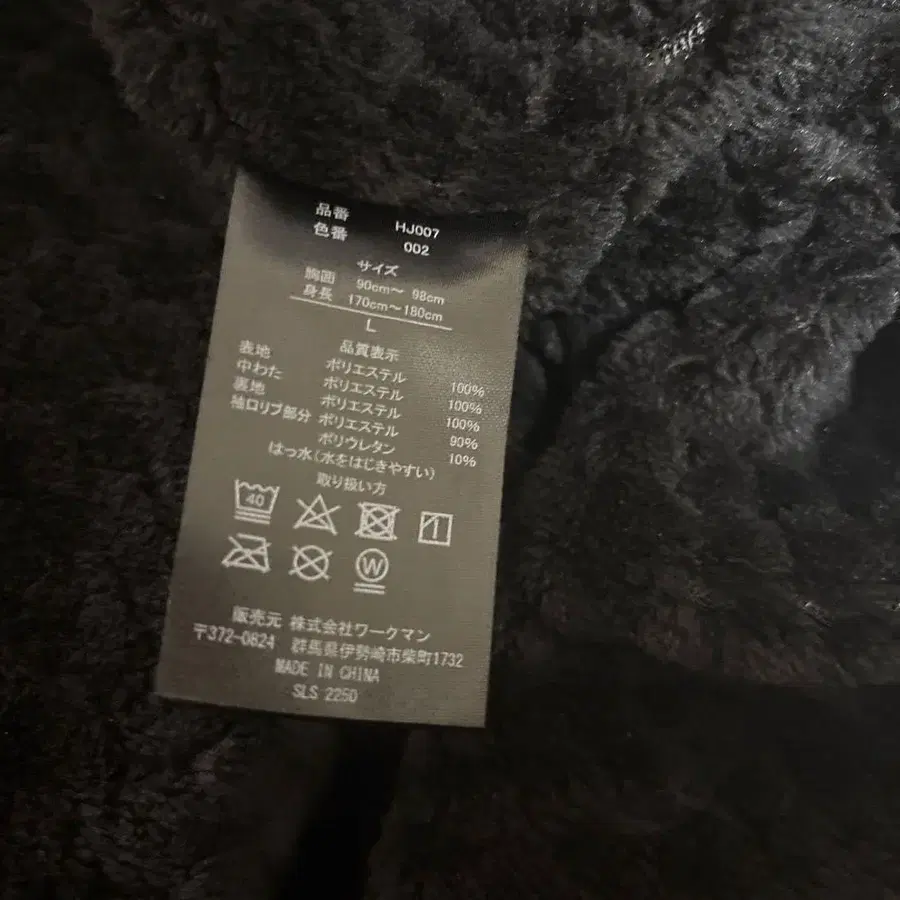 品番 HJ007
色番 002
サイズ
胸囲 90cm〜 98cm
身長 170cm〜180cm
L
品質表示
表地 ポリエステル 100%
中わた ポリエステル 100%
裏地 ポリエステル 100%
袖口リブ部分 ポリエステル 90%
ポリウレタン 10%
はっ水(水をはじきやすい)
取り扱い方
40
W
販売元 株式会社ワークマン
〒372-0824 群馬県伊勢崎市柴町1732
MADE IN CHINA
SLS 2250